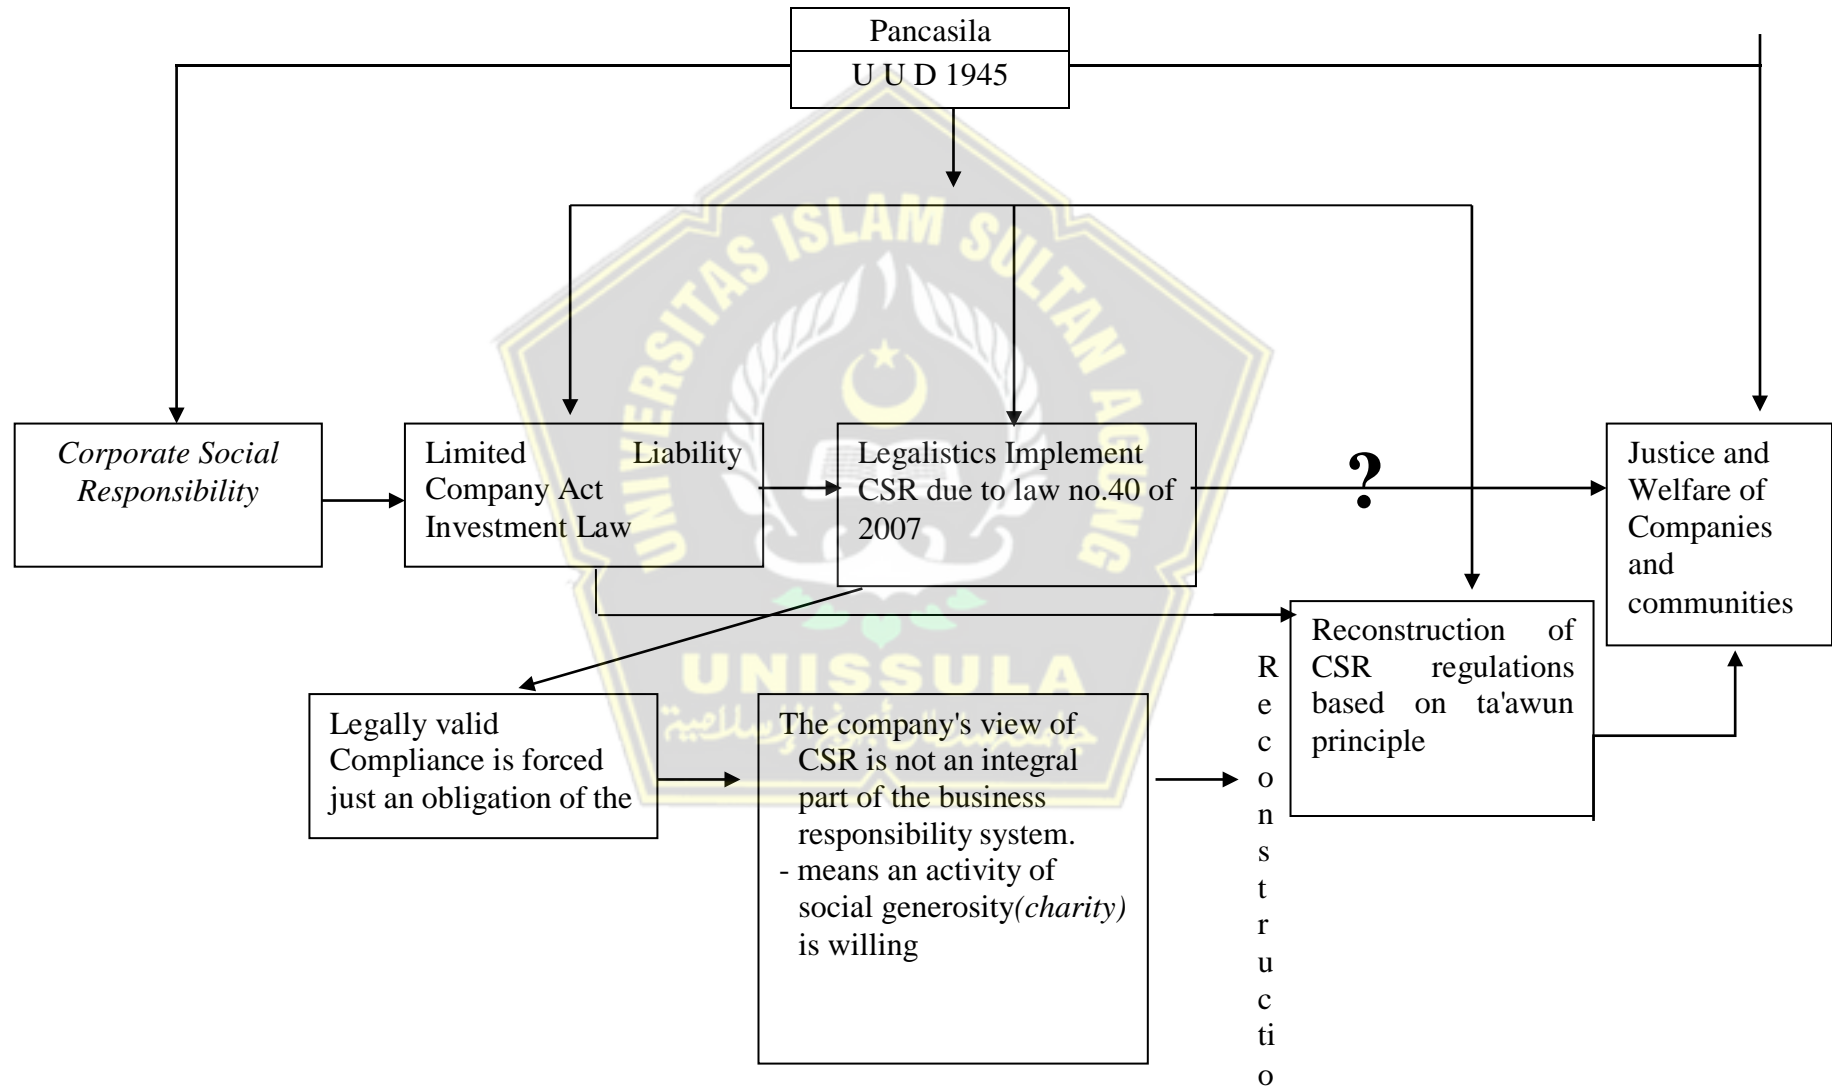 Pancasila
U U D 1945
UNIVERSITAS ISLAM SULTAN AGUNG
Corporate Social
Responsibility
Limited Liability
Company Act
Investment Law
Legalistics Implement
CSR due to law no.40 of
2007
?
Justice and
Welfare of
Companies
and
communities
Reconstruction of
CSR regulations
based on ta'awun
principle
UNISSULA
جامعة سلطان أجونج الإسلامية
Legally valid
Compliance is forced
just an obligation of the
The company's view of
CSR is not an integral
part of the business
responsibility system.
- means an activity of
social generosity(charity)
is willing
R
e
c
o
n
s
t
r
u
c
ti
o